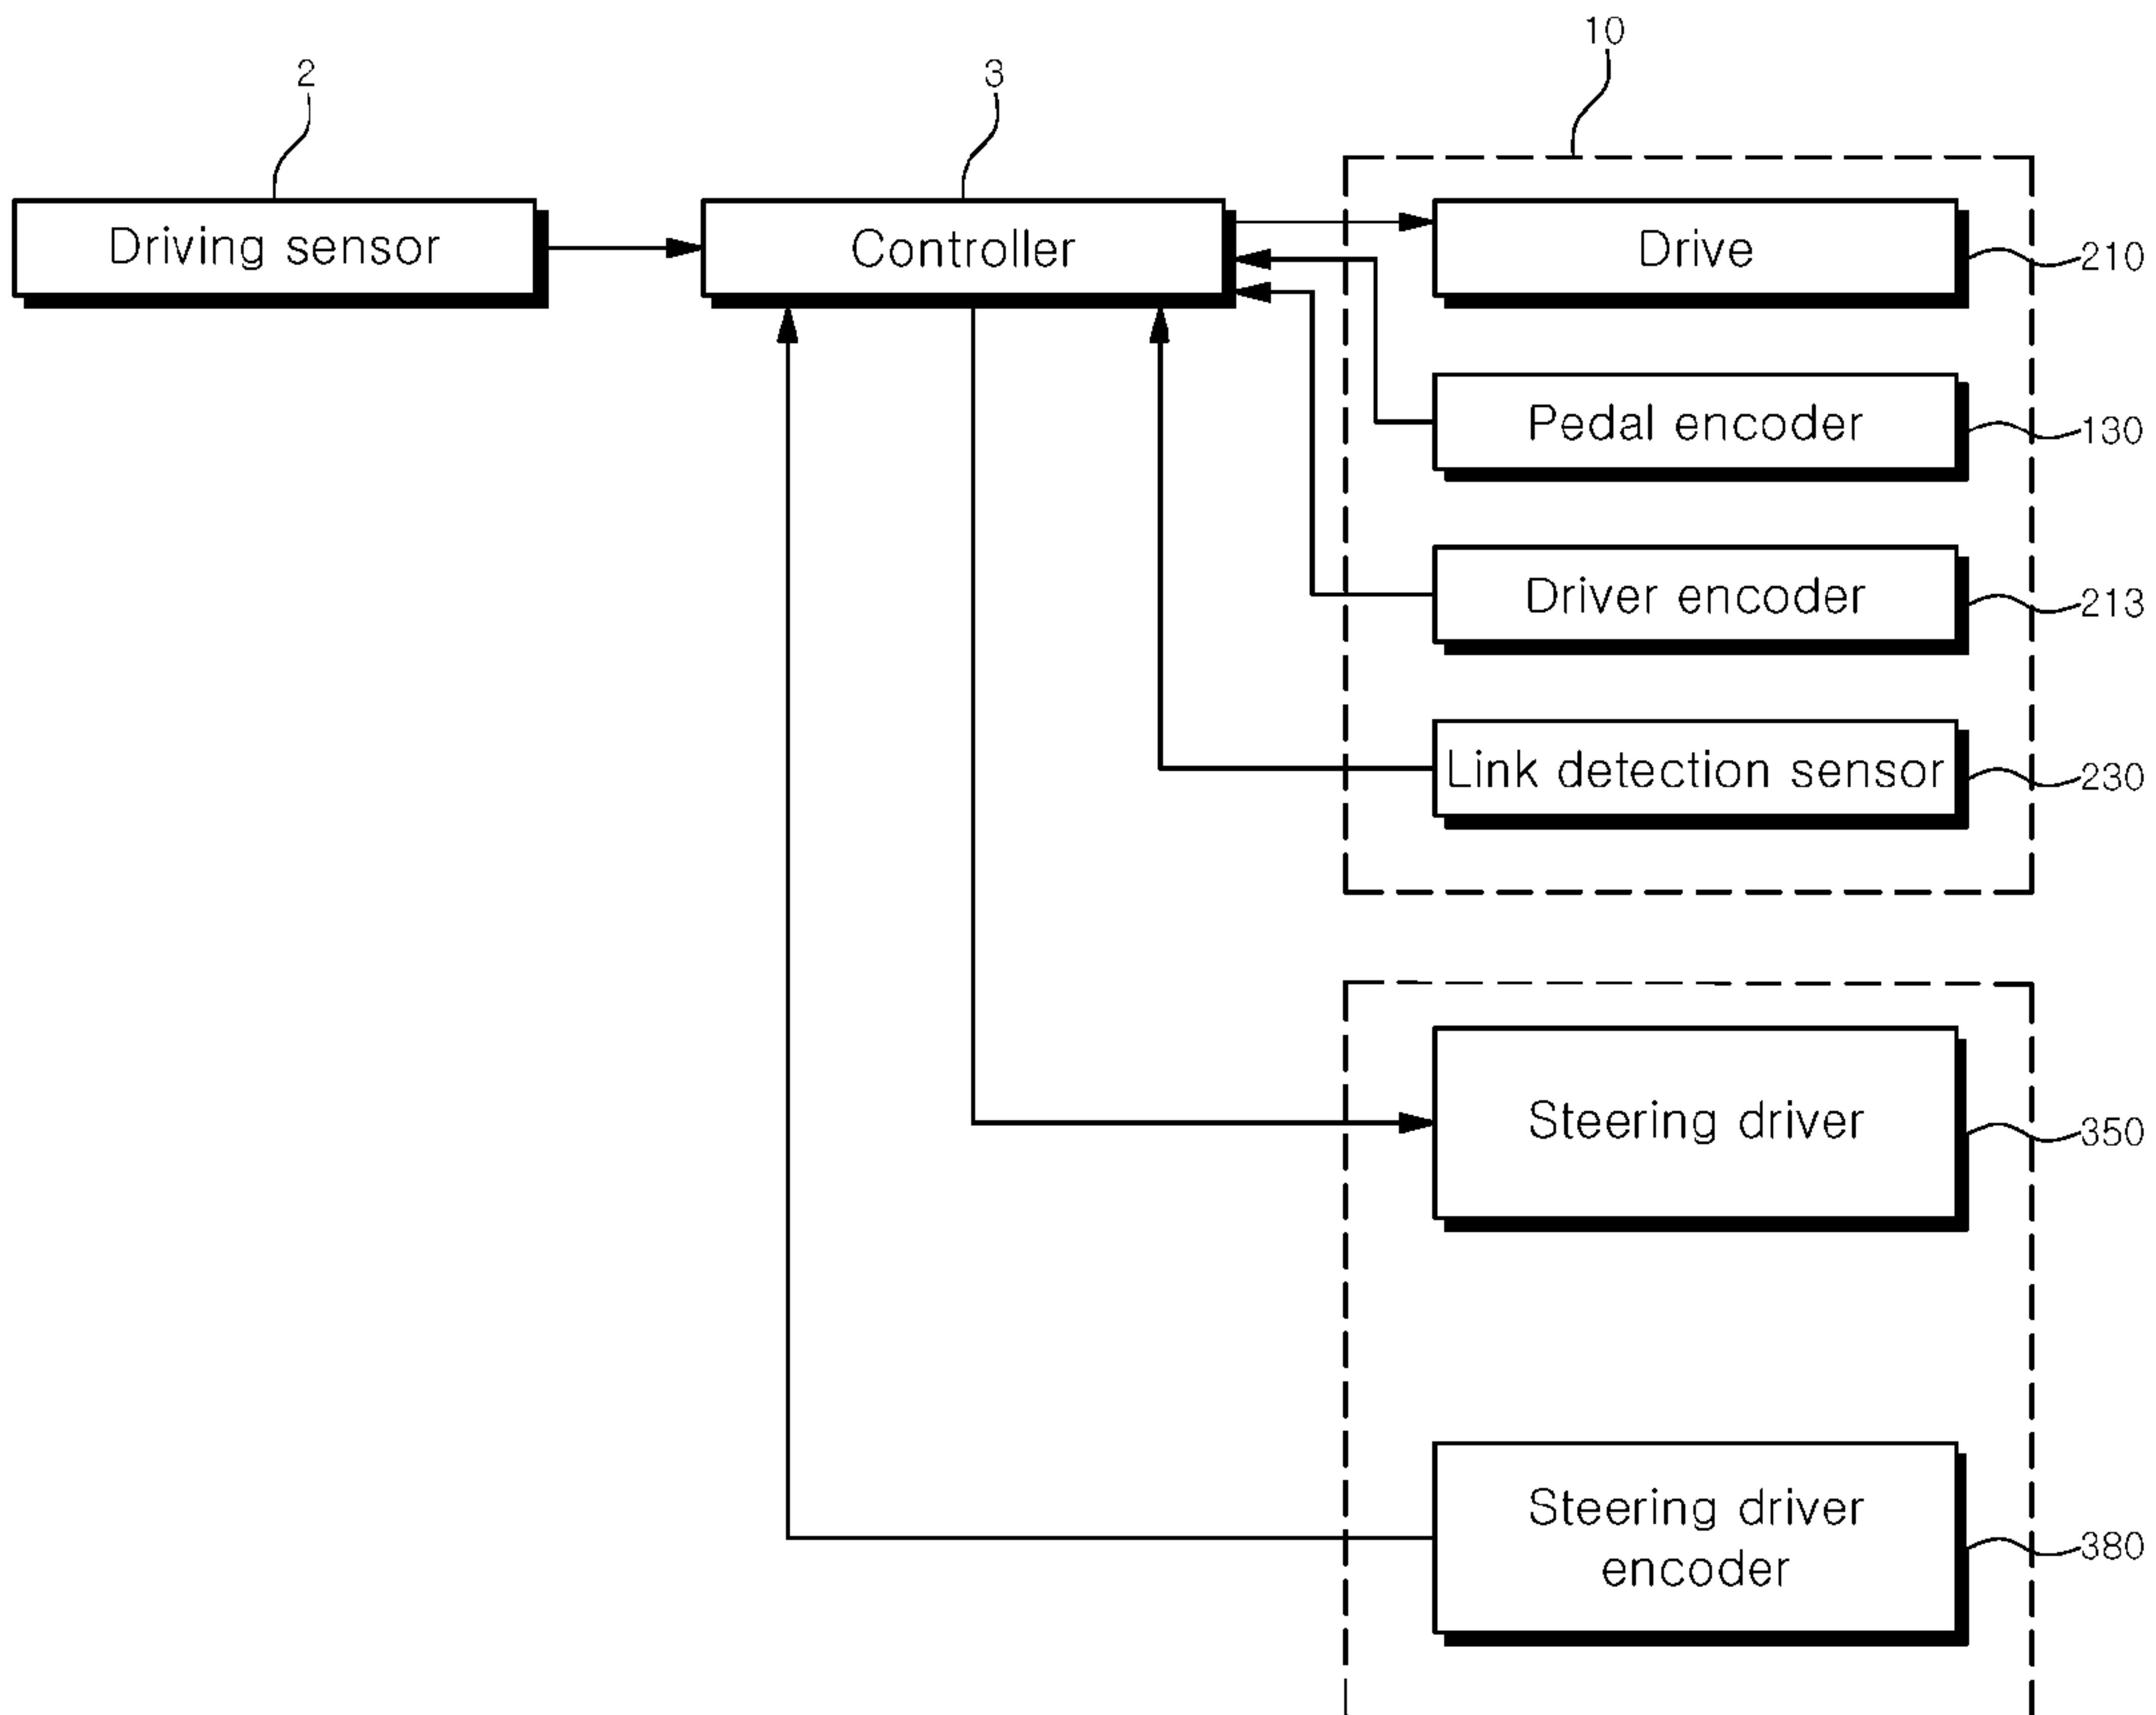 10
2
3
Driving sensor
Controller
Drive
210
Pedal encoder
130
Driver encoder
213
Link detection sensor
230
Steering driver
350
Steering driver
encoder
380